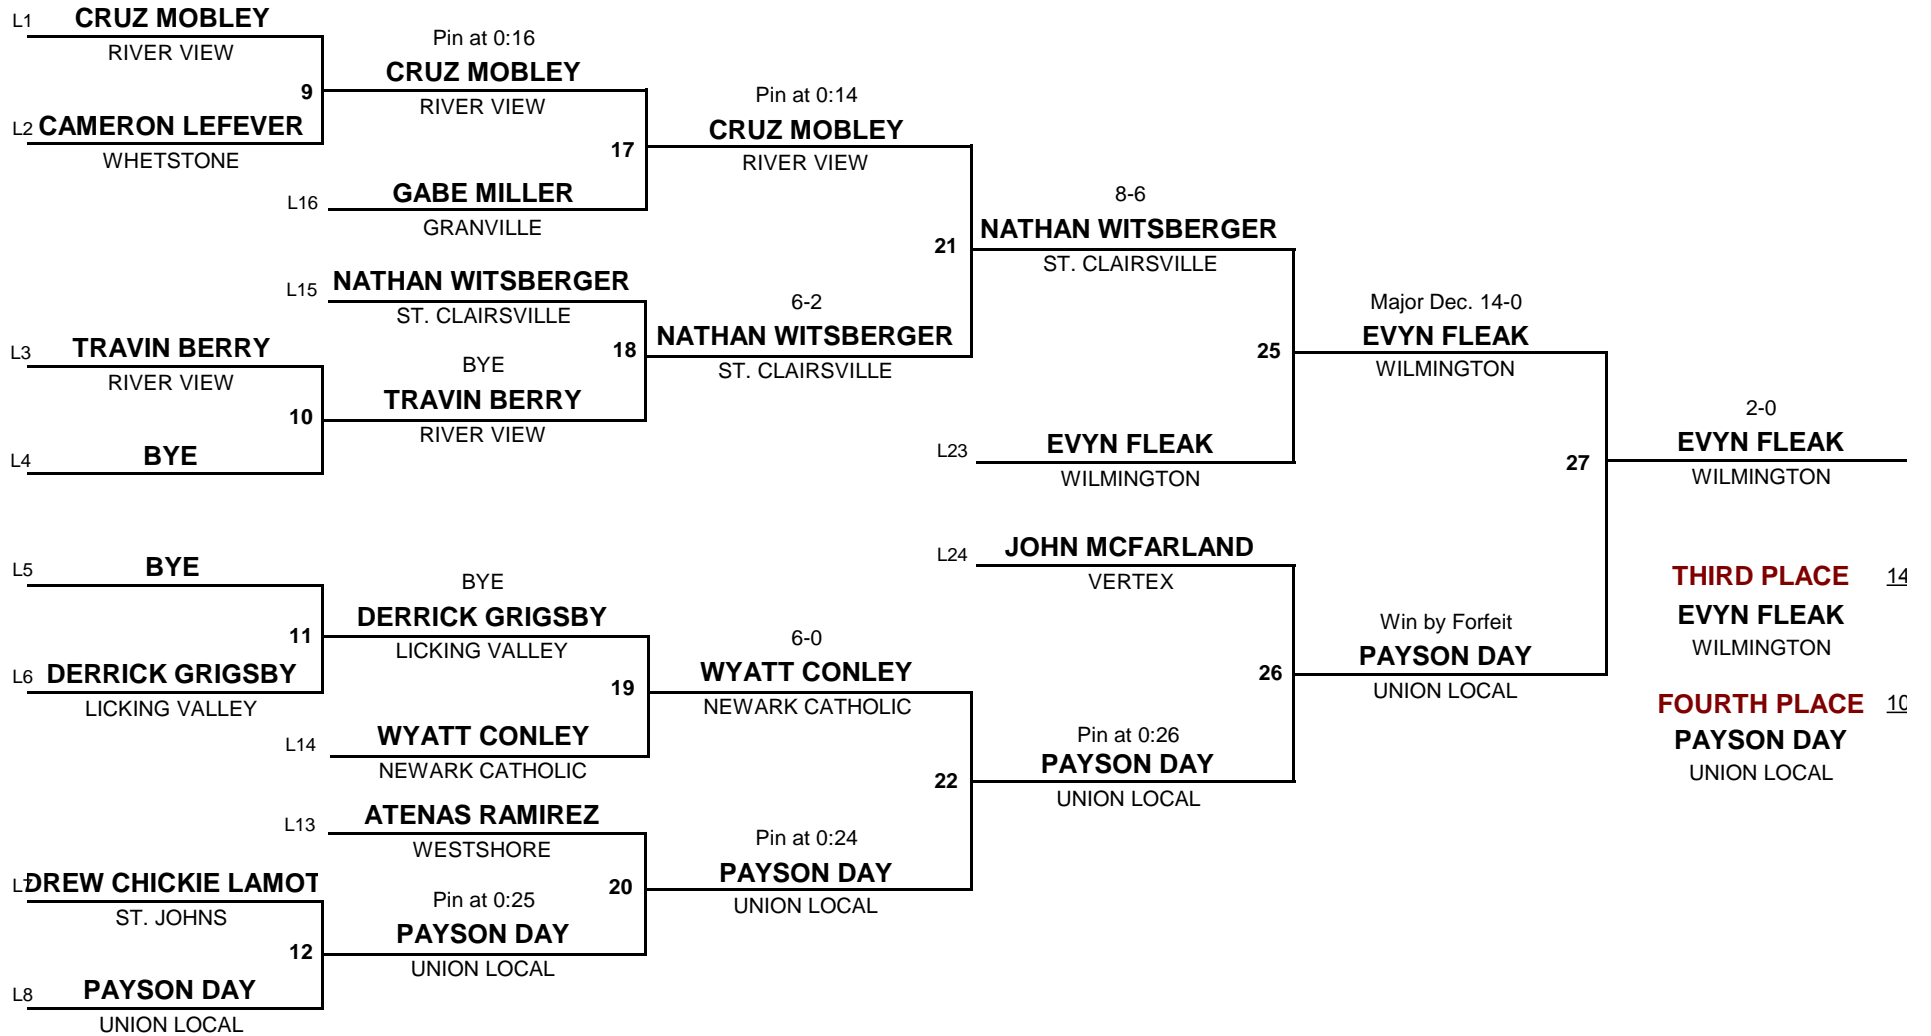 L1 CRUZ MOBLEY
RIVER VIEW
9
L2 CAMERON LEFEVER
WHETSTONE
Pin at 0:16
CRUZ MOBLEY
RIVER VIEW
17
L16 GABE MILLER
GRANVILLE
Pin at 0:14
CRUZ MOBLEY
RIVER VIEW
21
L15 NATHAN WITSBERGER
ST. CLAIRSVILLE
L3 TRAVIN BERRY
RIVER VIEW
10
L4 BYE
BYE
TRAVIN BERRY
RIVER VIEW
18
6-2
NATHAN WITSBERGER
ST. CLAIRSVILLE
8-6
NATHAN WITSBERGER
ST. CLAIRSVILLE
25
L23 EVYN FLEAK
WILMINGTON
Major Dec. 14-0
EVYN FLEAK
WILMINGTON
27
2-0
EVYN FLEAK
WILMINGTON
L5 BYE
11
L6 DERRICK GRIGSBY
LICKING VALLEY
BYE
DERRICK GRIGSBY
LICKING VALLEY
19
L14 WYATT CONLEY
NEWARK CATHOLIC
6-0
WYATT CONLEY
NEWARK CATHOLIC
22
L13 ATENAS RAMIREZ
WESTSHORE
L7 DREW CHICKIE LAMOT
ST. JOHNS
12
L8 PAYSON DAY
UNION LOCAL
Pin at 0:25
PAYSON DAY
UNION LOCAL
20
Pin at 0:24
PAYSON DAY
UNION LOCAL
L24 JOHN MCFARLAND
VERTEX
26
Pin at 0:26
PAYSON DAY
UNION LOCAL
Win by Forfeit
PAYSON DAY
UNION LOCAL
THIRD PLACE 14
EVYN FLEAK
WILMINGTON
FOURTH PLACE 10
PAYSON DAY
UNION LOCAL